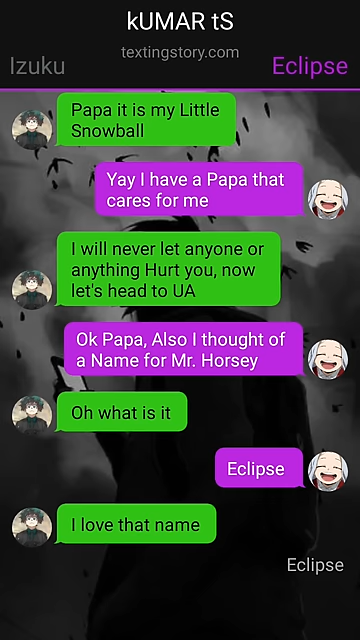 kUMAR tS
textingstory.com
Izuku
Eclipse
Papa it is my Little
Snowball
Yay I have a Papa that
cares for me
I will never let anyone or
anything Hurt you, now
let's head to UA
Ok Papa, Also I thought of
a Name for Mr. Horsey
Oh what is it
Eclipse
I love that name
Eclipse